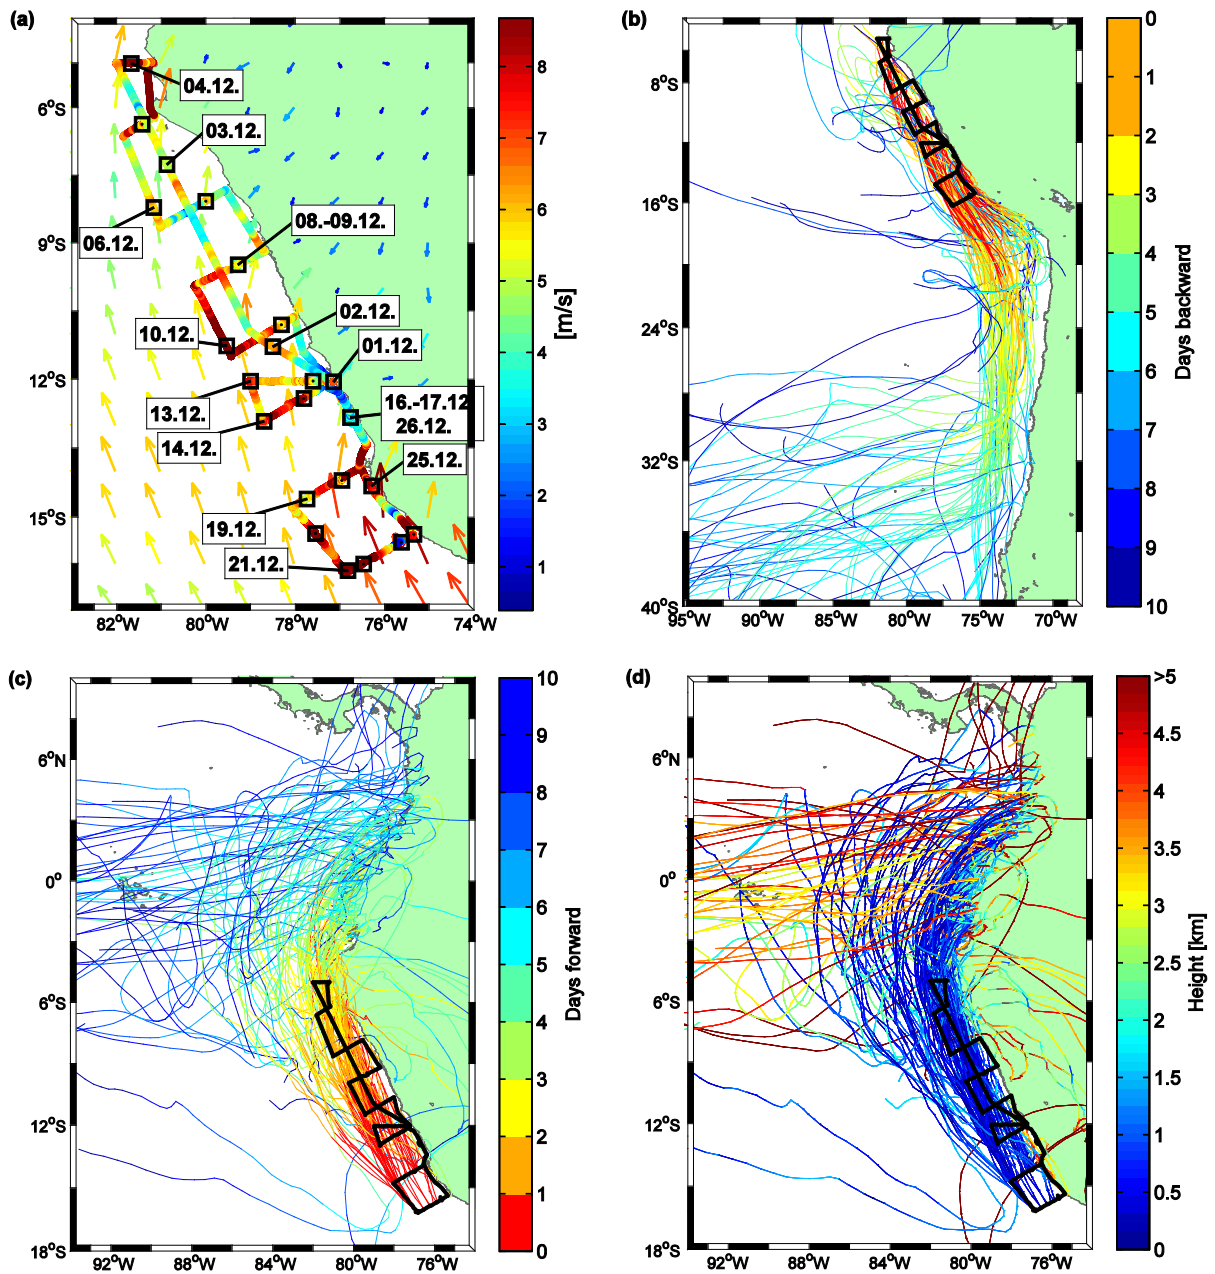 (a)
04.12.
03.12.
06.12.
08.-09.12.
02.12.
10.12.
01.12.
13.12.
14.12.
16.-17.12
26.12.
25.12.
19.12.
21.12.
6°S
9°S
12°S
15°S
82°W 80°W 78°W 76°W 74°W
8
7
6
5
4
3
2
1
[m/s]
(b)
8°S
16°S
24°S
32°S
40°S
95°W 90°W 85°W 80°W 75°W 70°W
0
1
2
3
4
5
6
7
8
9
10
Days backward
(c)
6°N
0°
6°S
12°S
18°S
92°W 88°W 84°W 80°W 76°W
10
9
8
7
6
5
4
3
2
1
0
Days forward
(d)
6°N
0°
6°S
12°S
18°S
92°W 88°W 84°W 80°W 76°W
>5
4.5
4
3.5
3
2.5
2
1.5
1
0.5
0
Height [km]